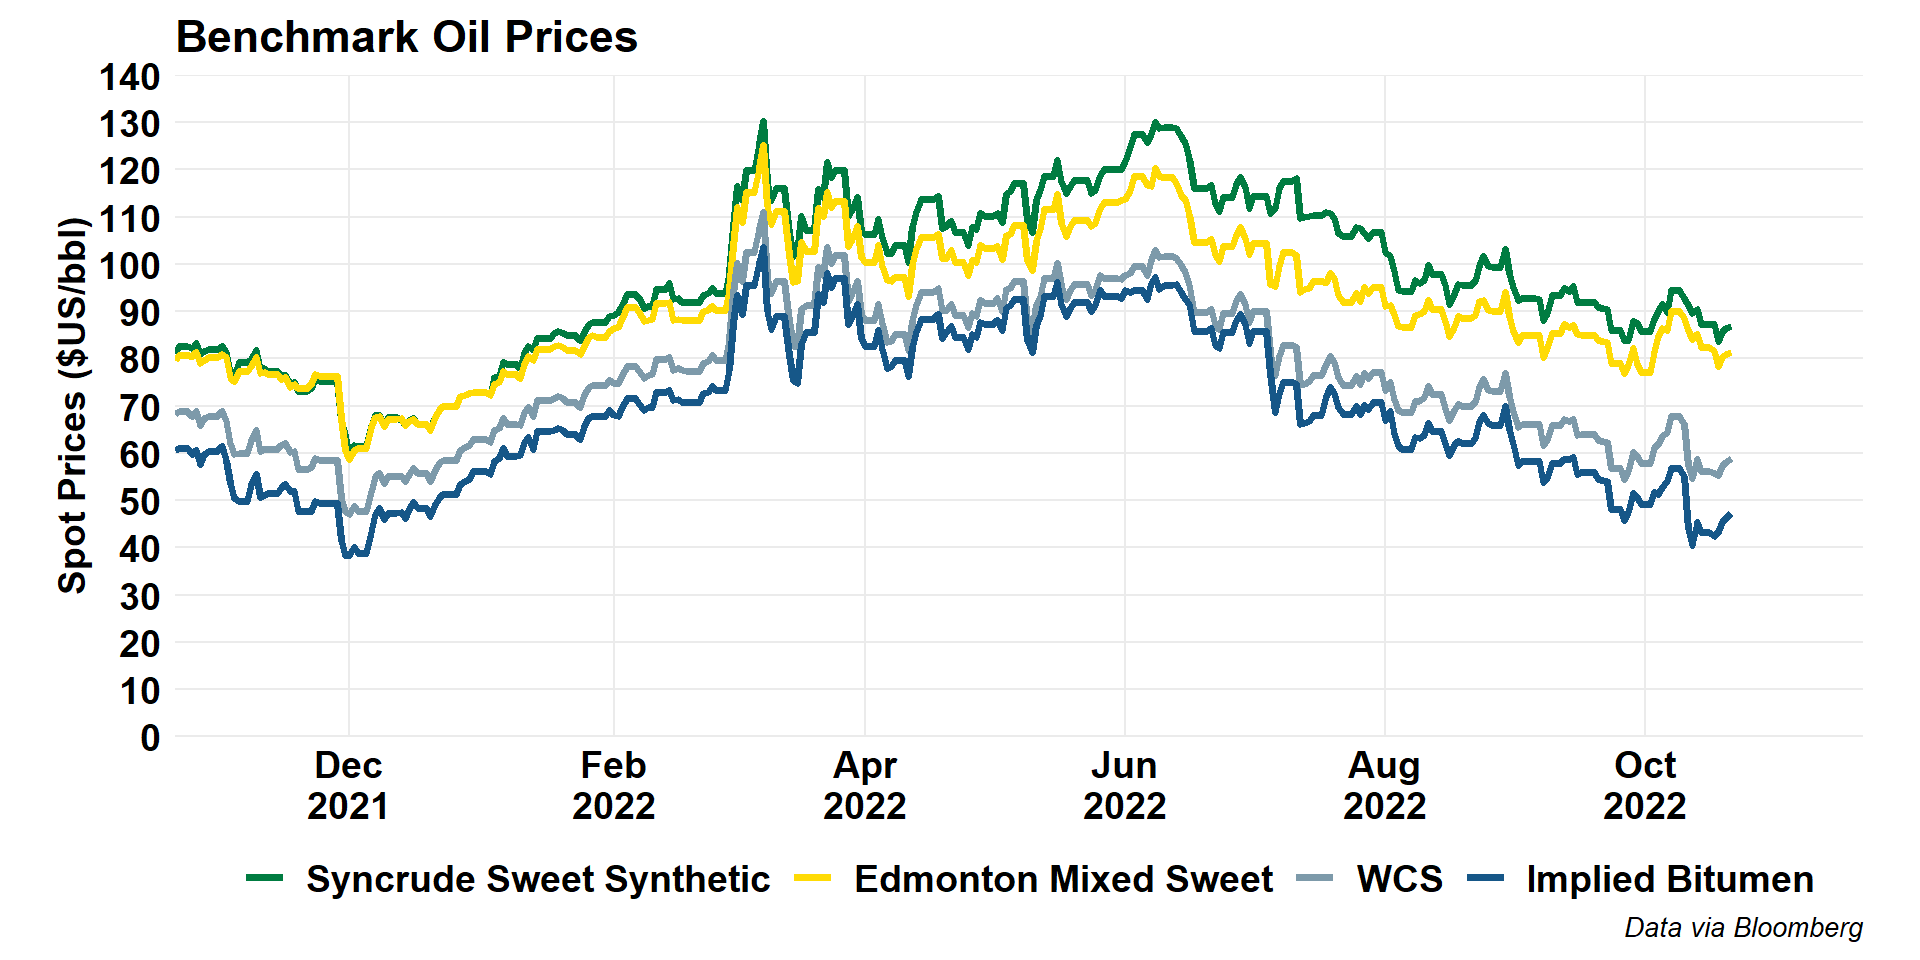 Benchmark Oil Prices
Spot Prices ($US/bbl)
140
130
120
110
100
90
80
70
60
50
40
30
20
10
0
Dec Feb Apr Jun Aug Oct
2021 2022 2022 2022 2022 2022
Syncrude Sweet Synthetic Edmonton Mixed Sweet WCS Implied Bitumen
Data via Bloomberg